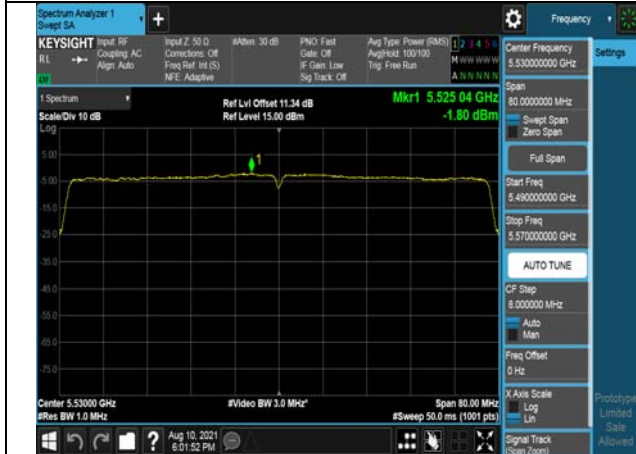 Spectrum Analyzer 1
Swept SA
+
Frequency
KEYSIGHT
RL
Input: RF
Coupling: AC
Align: Auto
Input Z: 50 Ω
Corrections: Off
Freq Ref: Int (S)
NFE: Adaptive
#Atten: 30 dB
PNO: Fast
Gate: Off
IF Gain: Low
Sig Track: Off
Avg Type: Power (RMS)
Avg|Hold: 100/100
Trig: Free Run
1 2 3 4 5 6
M W W W W W
A N N N N N
1 Spectrum
Scale/Div 10 dB
Log
Ref Lvl Offset 11.34 dB
Ref Level 15.00 dBm
Mkr1 5.525 04 GHz
-1.80 dBm
1
5.00
-5.00
-15.0
-25.0
-35.0
-45.0
-55.0
-65.0
-75.0
Center 5.53000 GHz
#Res BW 1.0 MHz
#Video BW 3.0 MHz*
Span 80.00 MHz
#Sweep 50.0 ms (1001 pts)
Center Frequency
5.530000000 GHz
Settings
Span
80.0000000 MHz
Swept Span
Zero Span
Full Span
Start Freq
5.490000000 GHz
Stop Freq
5.570000000 GHz
AUTO TUNE
CF Step
8.000000 MHz
Auto
Man
Freq Offset
0 Hz
X Axis Scale
Log
Lin
Signal Track
(Span Zoom)
Prototype
Limited
Sale
Allowed
?
Aug 10, 2021
6:01:52 PM